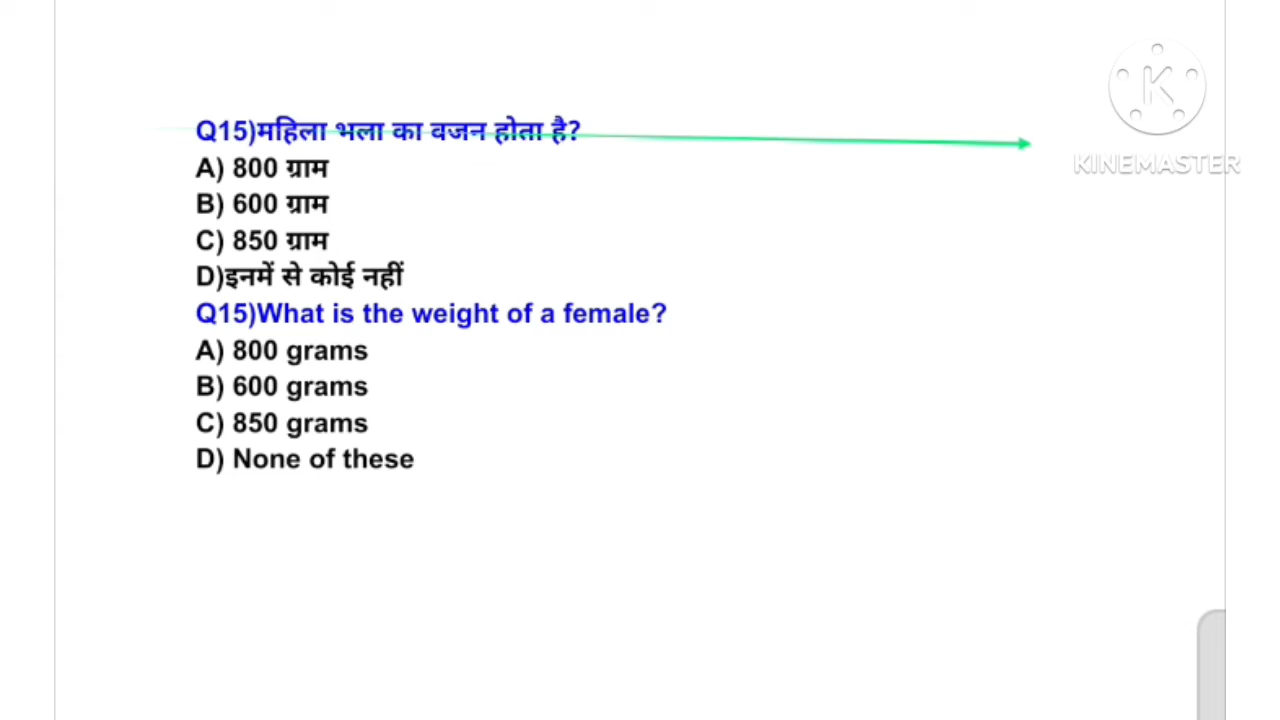 Q15)महिला भला का वजन होता है?
A) 800 ग्राम
B) 600 ग्राम
C) 850 ग्राम
D)इनमें से कोई नहीं
Q15)What is the weight of a female?
A) 800 grams
B) 600 grams
C) 850 grams
D) None of these
K
KINEMASTER